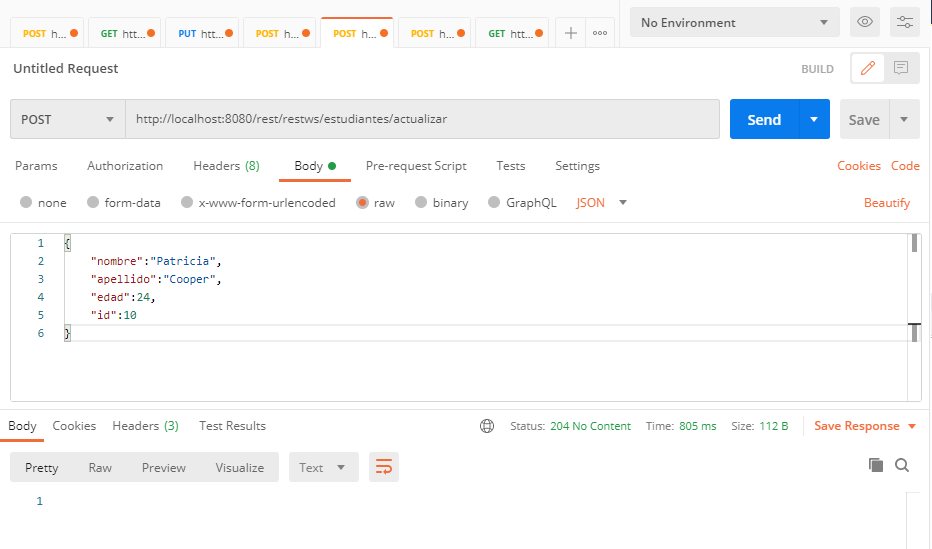 POST h... GET htt... PUT htt... POST h... POST h... POST h... GET htt... + ooo No Environment
Untitled Request BUILD
POST http://localhost:8080/rest/restws/estudiantes/actualizar Send Save
Params Authorization Headers (8) Body Pre-request Script Tests Settings Cookies Code
none form-data x-www-form-urlencoded raw binary GraphQL JSON Beautify
1 {
2 "nombre":"Patricia",
3 "apellido":"Cooper",
4 "edad":24,
5 "id":10
6 }
Body Cookies Headers (3) Test Results Status: 204 No Content Time: 805 ms Size: 112 B Save Response
Pretty Raw Preview Visualize Text
1